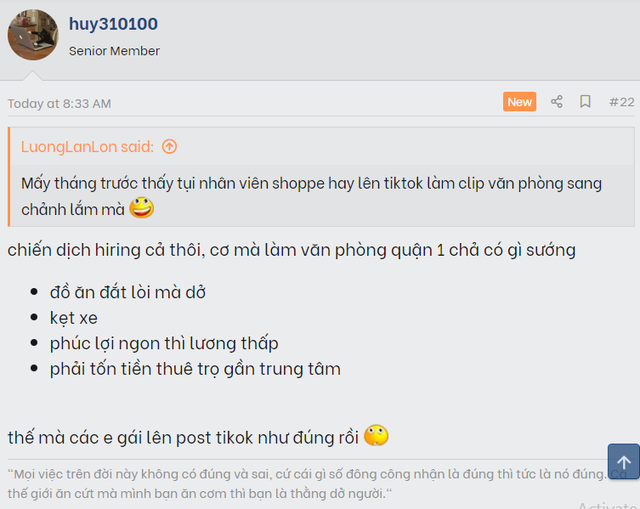 huy310100
Senior Member
Today at 8:33 AM
New
#22
LuongLanLon said:
Mấy tháng trước thấy tụi nhân viên shoppe hay lên tiktok làm clip văn phòng sang
chảnh lắm mà
chiến dịch hiring cả thôi, cơ mà làm văn phòng quận 1 chả có gì sướng
đồ ăn đắt lòi mà dở
kẹt xe
phúc lợi ngon thì lương thấp
phải tốn tiền thuê trọ gần trung tâm
thế mà các e gái lên post tikok như đúng rồi
"Mọi việc trên đời này không có đúng và sai, cứ cái gì số đông công nhận là đúng thì tức là nó đúng.
thế giới ăn cứt mà mình bạn ăn cơm thì bạn là thằng dở người."